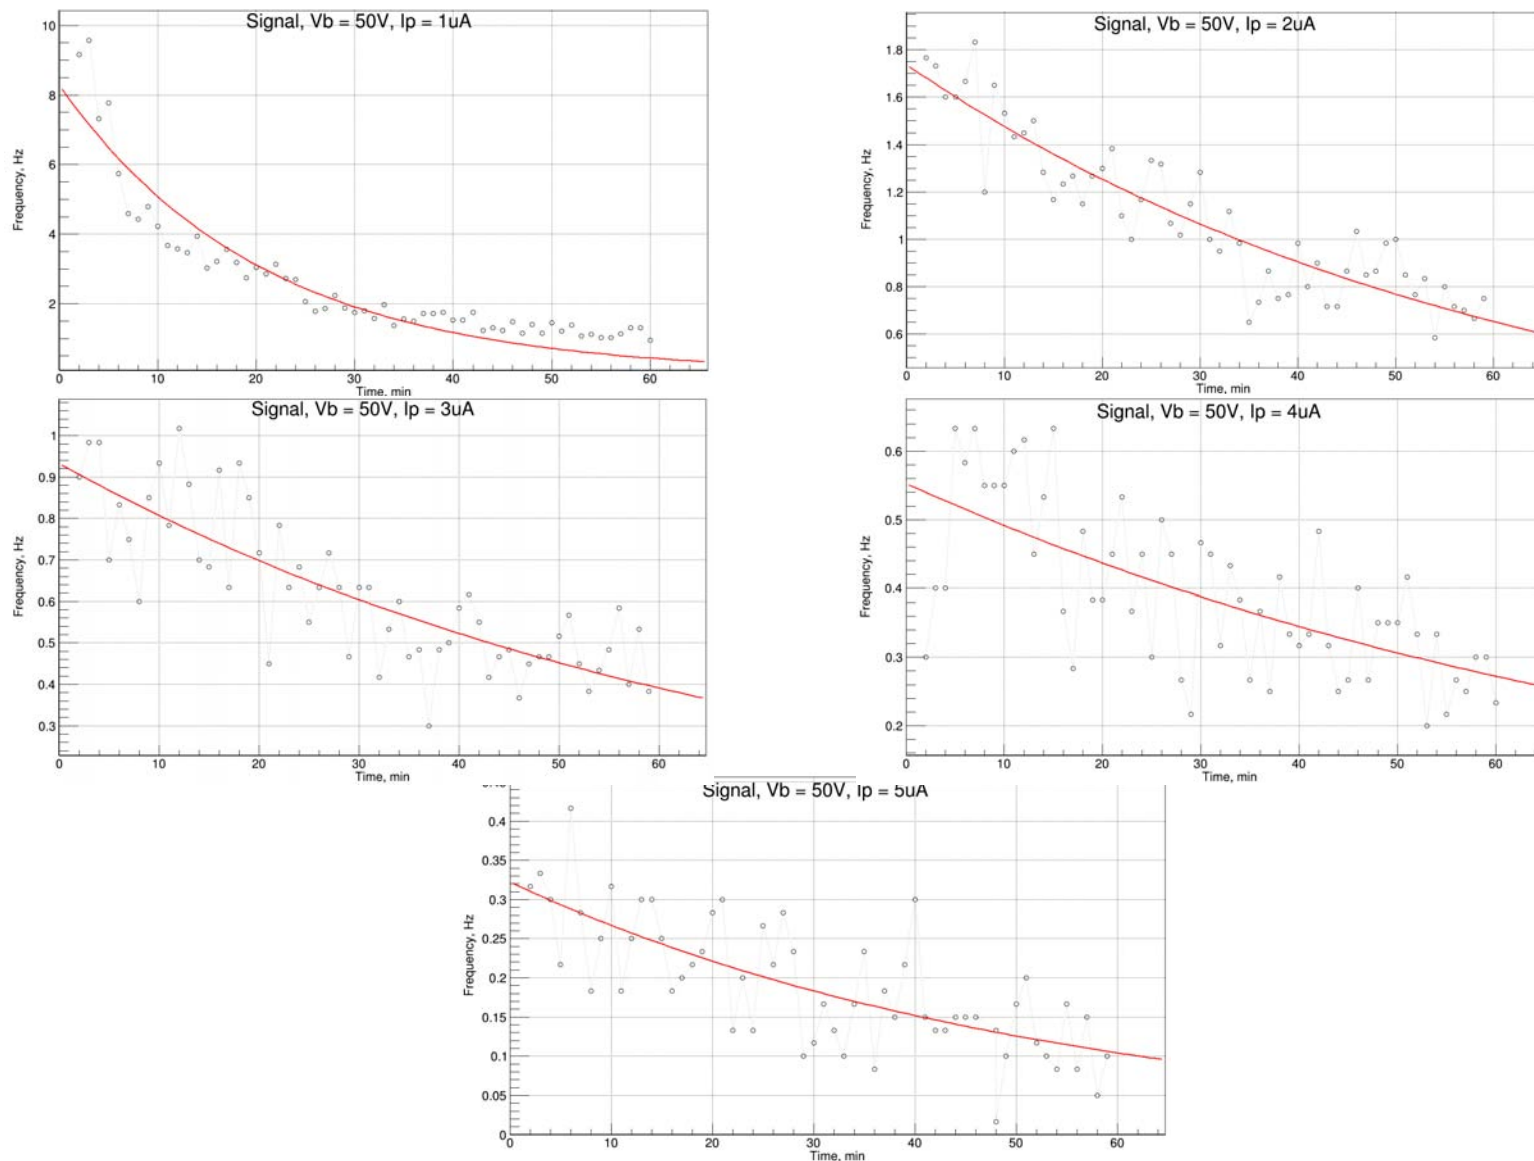 Signal, Vb = 50V, Ip = 1uA
10
8
6
4
2
Frequency, Hz
0 10 20 30 40 50 60
Time, min
Signal, Vb = 50V, Ip = 2uA
1.8
1.6
1.4
1.2
1
0.8
0.6
Frequency, Hz
0 10 20 30 40 50 60
Time, min
Signal, Vb = 50V, Ip = 3uA
1
0.9
0.8
0.7
0.6
0.5
0.4
0.3
Frequency, Hz
0 10 20 30 40 50 60
Time, min
Signal, Vb = 50V, Ip = 4uA
0.6
0.5
0.4
0.3
0.2
Frequency, Hz
0 10 20 30 40 50 60
Time, min
Signal, Vb = 50V, Ip = 5uA
0.4
0.35
0.3
0.25
0.2
0.15
0.1
0.05
0
Frequency, Hz
0 10 20 30 40 50 60
Time, min